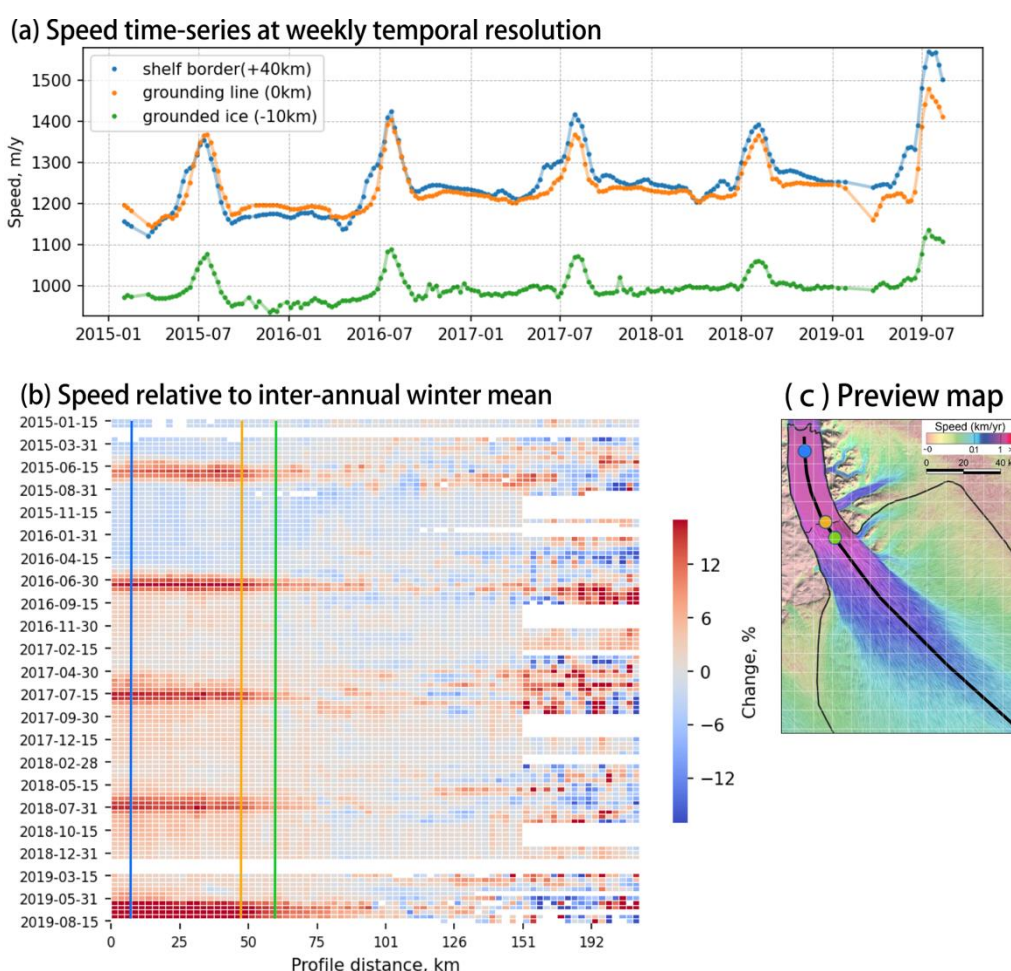 (a) Speed time-series at weekly temporal resolution
shelf border(+40km)
grounding line (0km)
grounded ice (-10km)
Speed, m/y
1500
1400
1300
1200
1100
1000
2015-01 2015-07 2016-01 2016-07 2017-01 2017-07 2018-01 2018-07 2019-01 2019-07
(b) Speed relative to inter-annual winter mean
2015-01-15
2015-03-31
2015-06-15
2015-08-31
2015-11-15
2016-01-31
2016-04-15
2016-06-30
2016-09-15
2016-11-30
2017-02-15
2017-04-30
2017-07-15
2017-09-30
2017-12-15
2018-02-28
2018-05-15
2018-07-31
2018-10-15
2018-12-31
2019-03-15
2019-05-31
2019-08-15
0 25 50 75 100 126 151 192
Profile distance, km
12
6
0
−6
−12
Change, %
( c ) Preview map
Speed (km/yr)
0 20 40